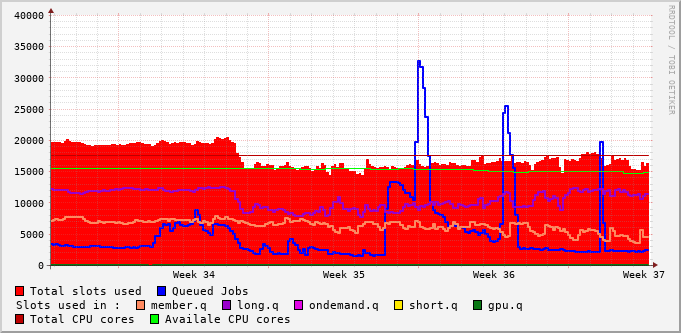 40000
35000
30000
25000
20000
15000
10000
5000
0
Week 34 Week 35 Week 36 Week 37
Total slots used Queued Jobs
Slots used in : member.q long.q ondemand.q short.q gpu.q
Total CPU cores Availale CPU cores
RRDTOOL / TOBI OETIKER